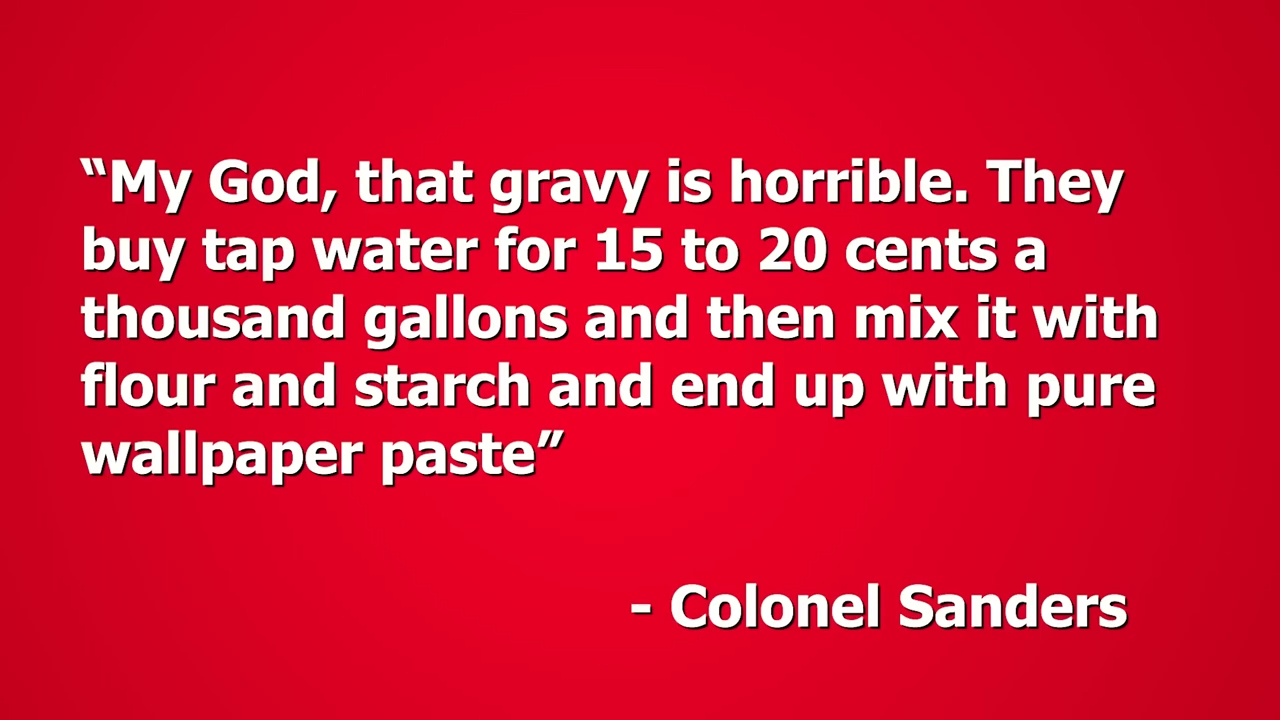 “My God, that gravy is horrible. They
buy tap water for 15 to 20 cents a
thousand gallons and then mix it with
flour and starch and end up with pure
wallpaper paste”
- Colonel Sanders